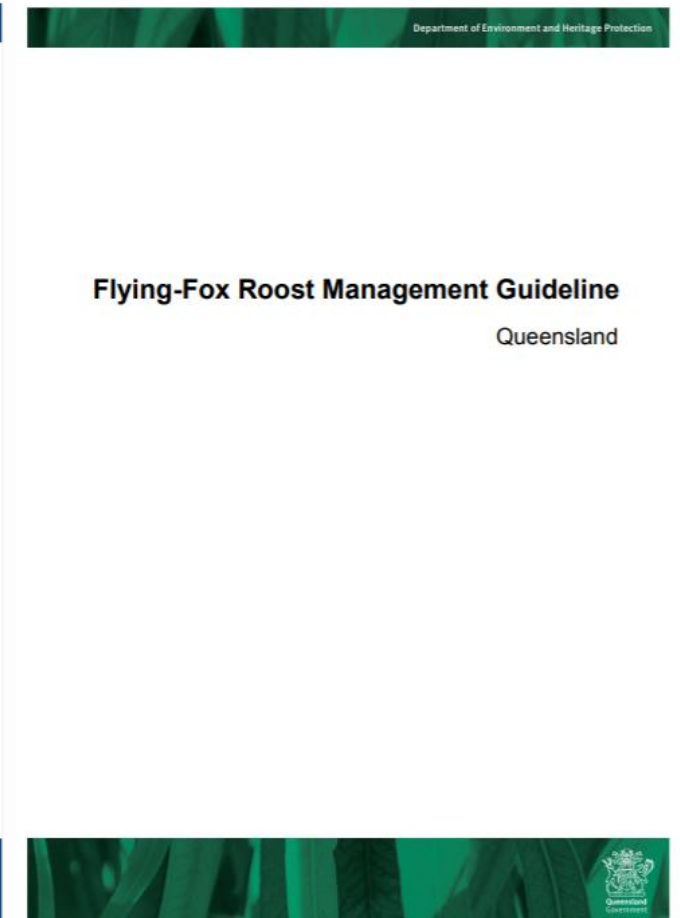 Department of Environment and Heritage Protection
Flying-Fox Roost Management Guideline
Queensland
Queensland
Government